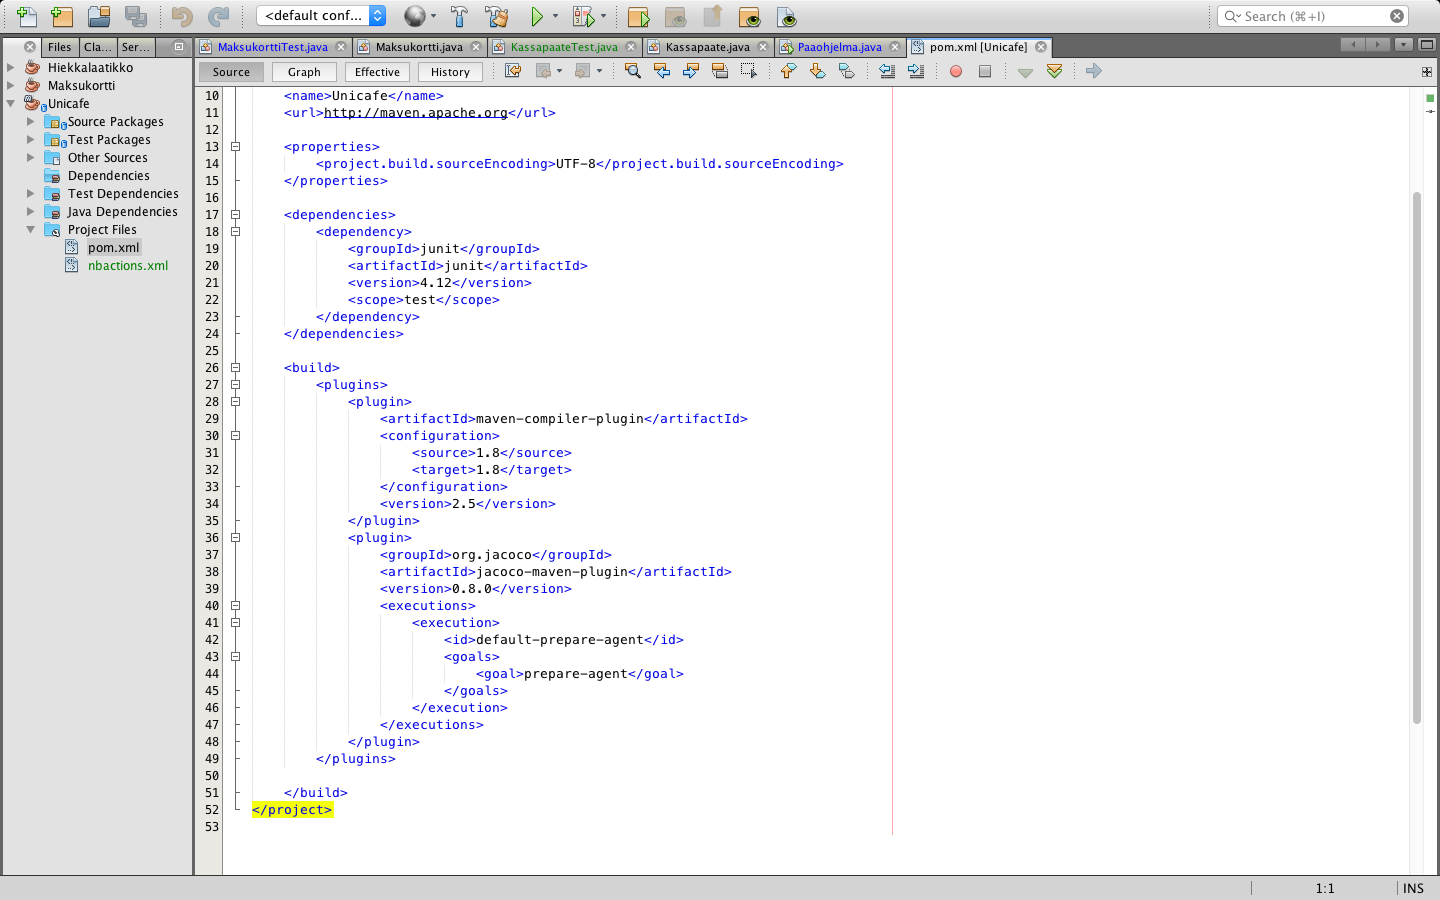 <default conf...
Search (⌘+I)
Files
Cla...
Ser...
MaksukorttiTest.java
Maksukortti.java
KassapaateTest.java
Kassapaate.java
Paaohjelma.java
pom.xml [Unicafe]
Source
Graph
Effective
History
Hiekkalaatikko
Maksukortti
Unicafe
Source Packages
Test Packages
Other Sources
Dependencies
Test Dependencies
Java Dependencies
Project Files
pom.xml
nbactions.xml
10 <name>Unicafe</name>
11 <url>http://maven.apache.org</url>
12
13 <properties>
14 <project.build.sourceEncoding>UTF-8</project.build.sourceEncoding>
15 </properties>
16
17 <dependencies>
18 <dependency>
19 <groupId>junit</groupId>
20 <artifactId>junit</artifactId>
21 <version>4.12</version>
22 <scope>test</scope>
23 </dependency>
24 </dependencies>
25
26 <build>
27 <plugins>
28 <plugin>
29 <artifactId>maven-compiler-plugin</artifactId>
30 <configuration>
31 <source>1.8</source>
32 <target>1.8</target>
33 </configuration>
34 <version>2.5</version>
35 </plugin>
36 <plugin>
37 <groupId>org.jacoco</groupId>
38 <artifactId>jacoco-maven-plugin</artifactId>
39 <version>0.8.0</version>
40 <executions>
41 <execution>
42 <id>default-prepare-agent</id>
43 <goals>
44 <goal>prepare-agent</goal>
45 </goals>
46 </execution>
47 </executions>
48 </plugin>
49 </plugins>
50
51 </build>
52 </project>
53
1:1
INS